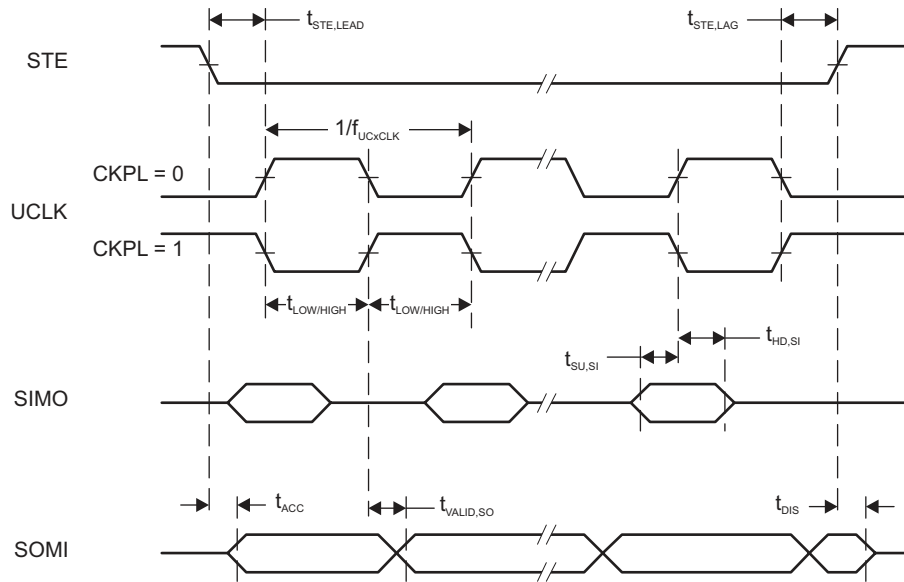 tSTE,LEAD
tSTE,LAG
STE
1/fUCxCLK
CKPL = 0
UCLK
CKPL = 1
tLOW/HIGH tLOW/HIGH
tHD,SI
tSU,SI
SIMO
tACC
tVALID,SO
tDIS
SOMI